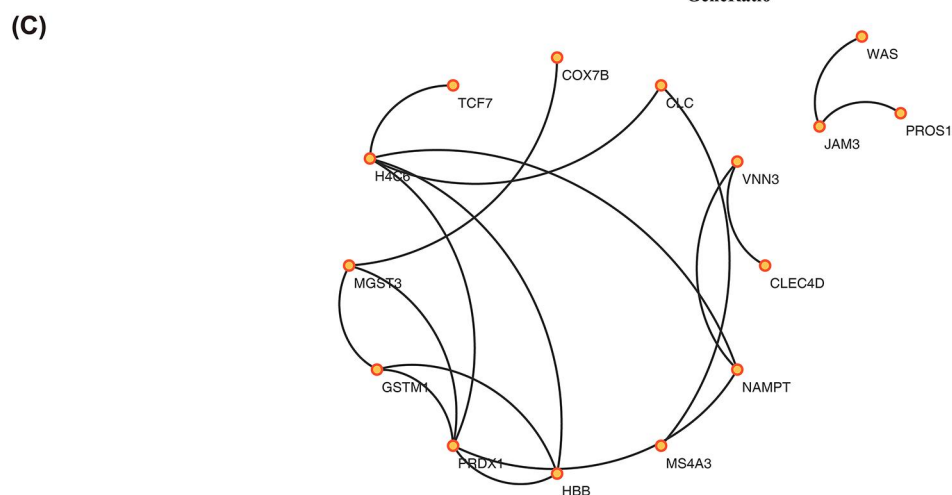 (C)
WAS
COX7B
TCF7
CLC
PROS1
JAM3
H4C6
VNN3
MGST3
CLEC4D
GSTM1
NAMPT
PRDX1
MS4A3
HBB